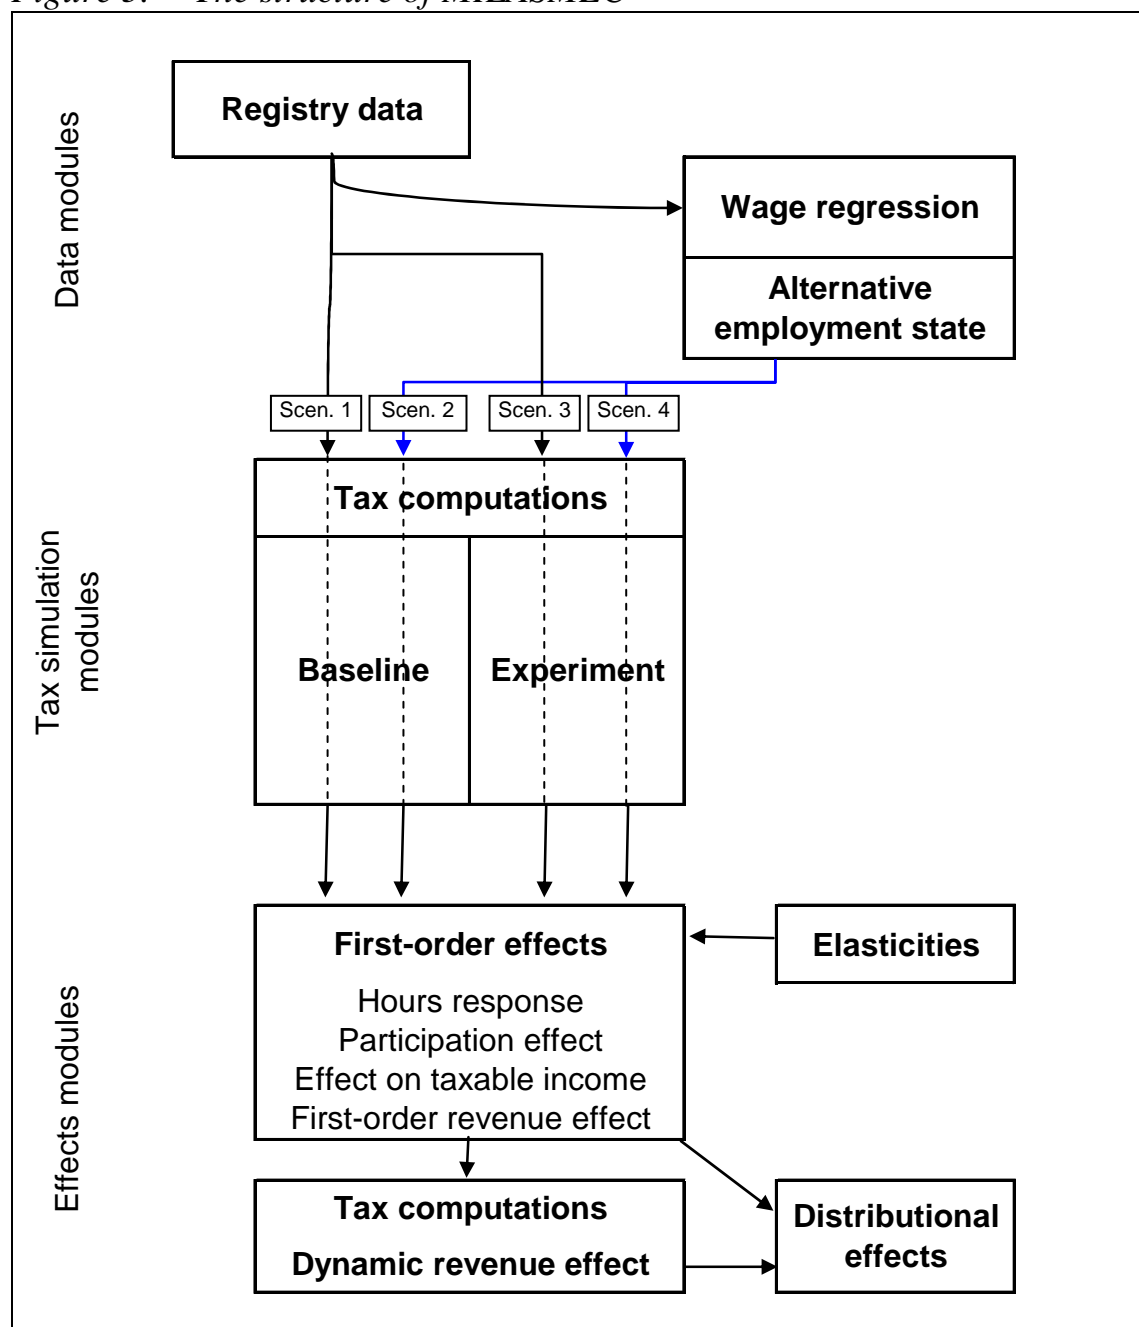 Registry data
Data modules
Wage regression
Alternative
employment state
Scen. 1
Scen. 2
Scen. 3
Scen. 4
Tax computations
Tax simulation
modules
Baseline
Experiment
First-order effects
Elasticities
Hours response
Participation effect
Effect on taxable income
First-order revenue effect
Effects modules
Tax computations
Dynamic revenue effect
Distributional
effects